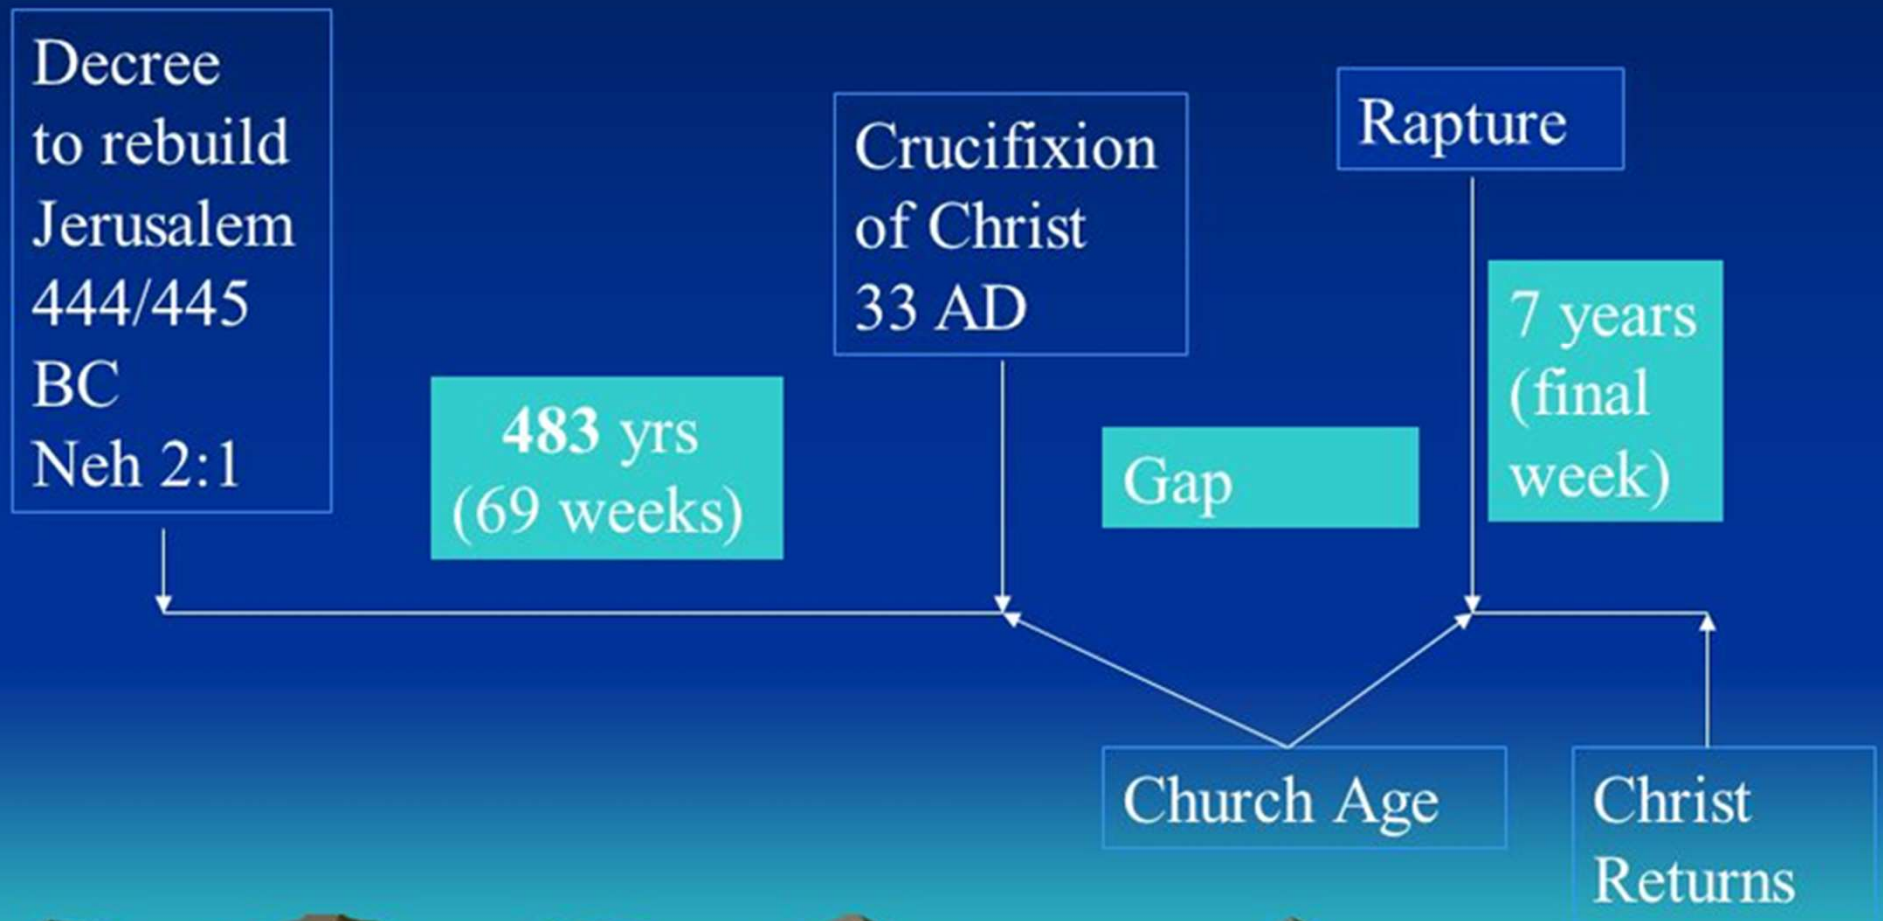 Decree
to rebuild
Jerusalem
444/445
BC
Neh 2:1
483 yrs
(69 weeks)
Crucifixion
of Christ
33 AD
Gap
Rapture
7 years
(final
week)
Church Age
Christ
Returns